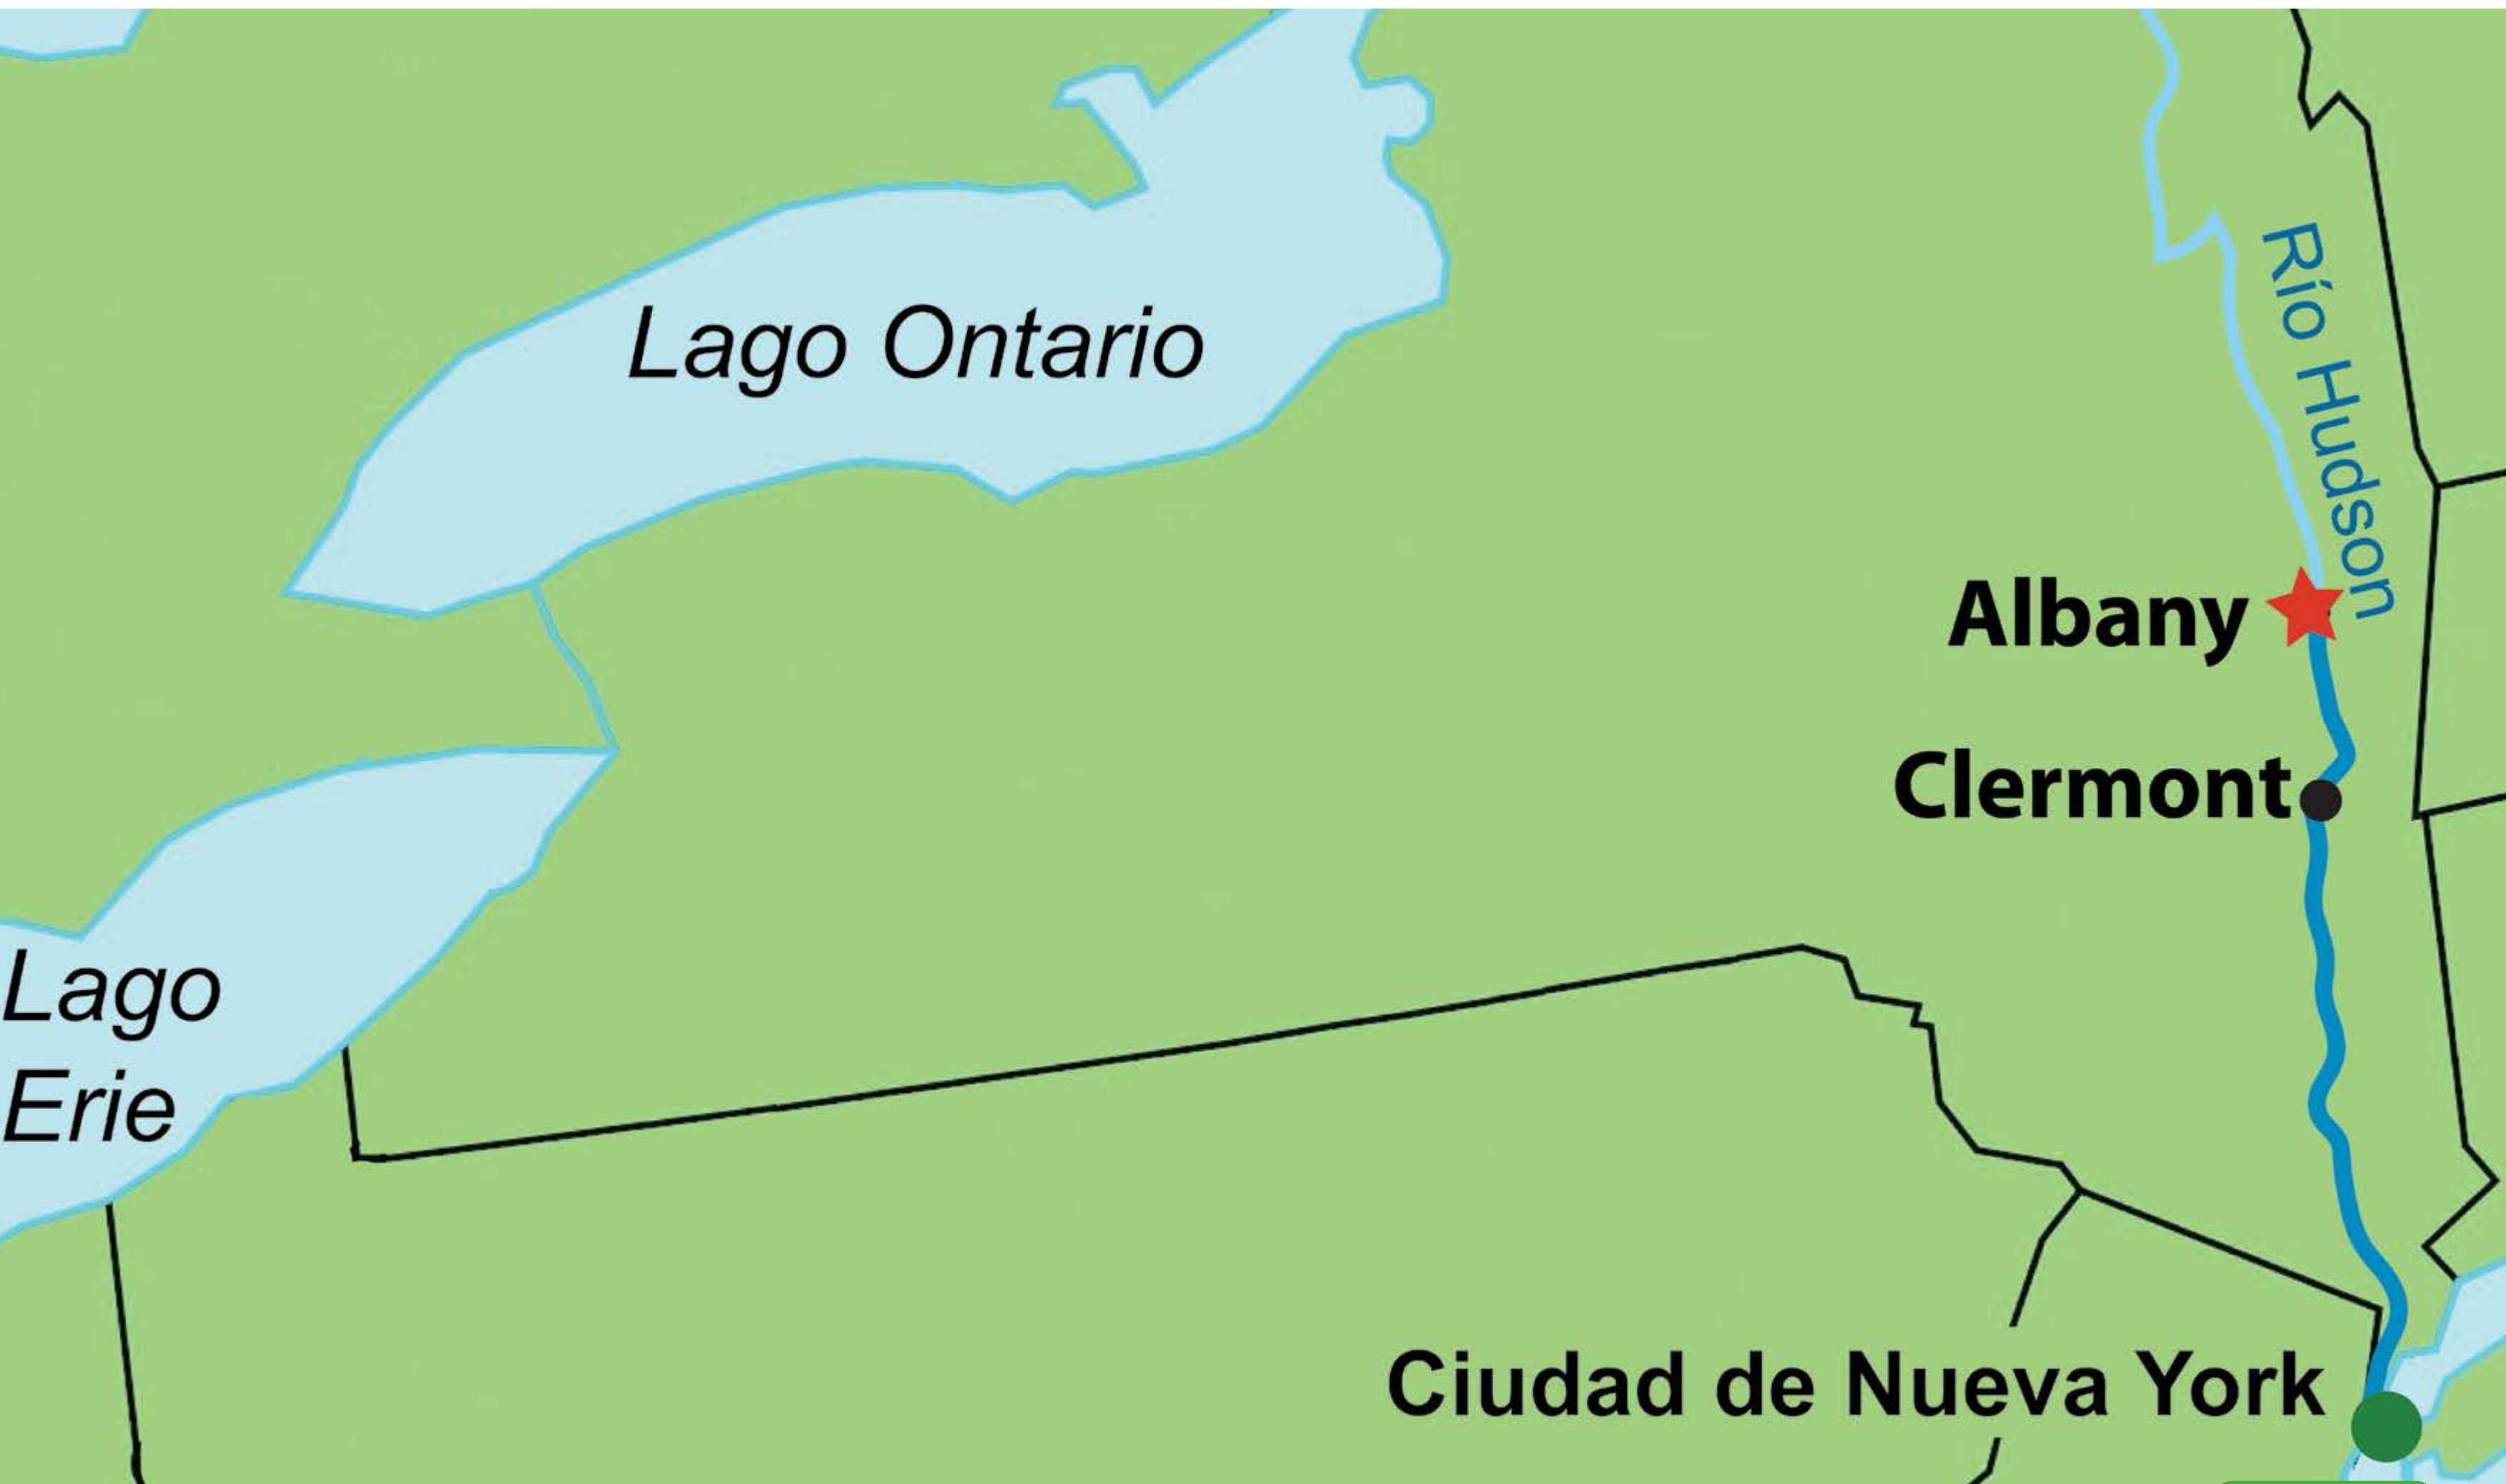 Lago Ontario
Río Hudson
Albany
Clermont
Lago
Erie
Ciudad de Nueva York